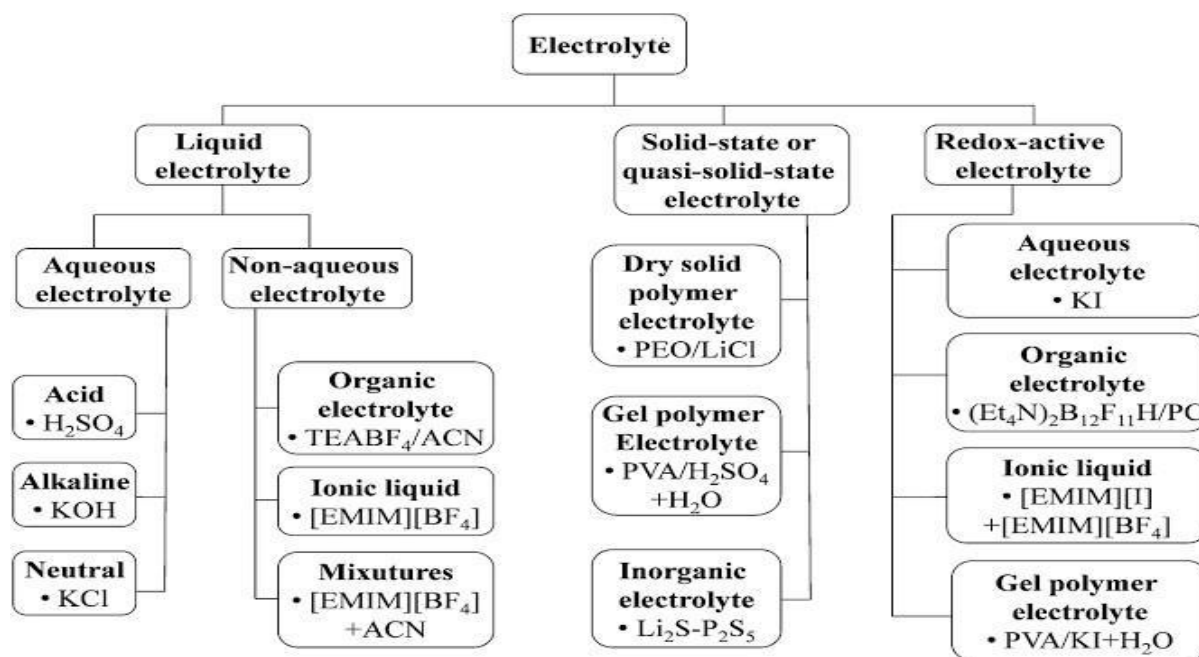 Electrolyte
Liquid
electrolyte
Solid-state or
quasi-solid-state
electrolyte
Redox-active
electrolyte
Aqueous
electrolyte
Non-aqueous
electrolyte
Acid
• H₂SO₄
Alkaline
• KOH
Neutral
• KCl
Organic
electrolyte
• TEABF₄/ACN
Ionic liquid
• [EMIM][BF₄]
Mixutures
• [EMIM][BF₄]
+ACN
Dry solid
polymer
electrolyte
• PEO/LiCl
Gel polymer
Electrolyte
• PVA/H₂SO₄
+H₂O
Inorganic
electrolyte
• Li₂S-P₂S₅
Aqueous
electrolyte
• KI
Organic
electrolyte
• (Et₄N)₂B₁₂F₁₁H/PC
Ionic liquid
• [EMIM][I]
+[EMIM][BF₄]
Gel polymer
electrolyte
• PVA/KI+H₂O